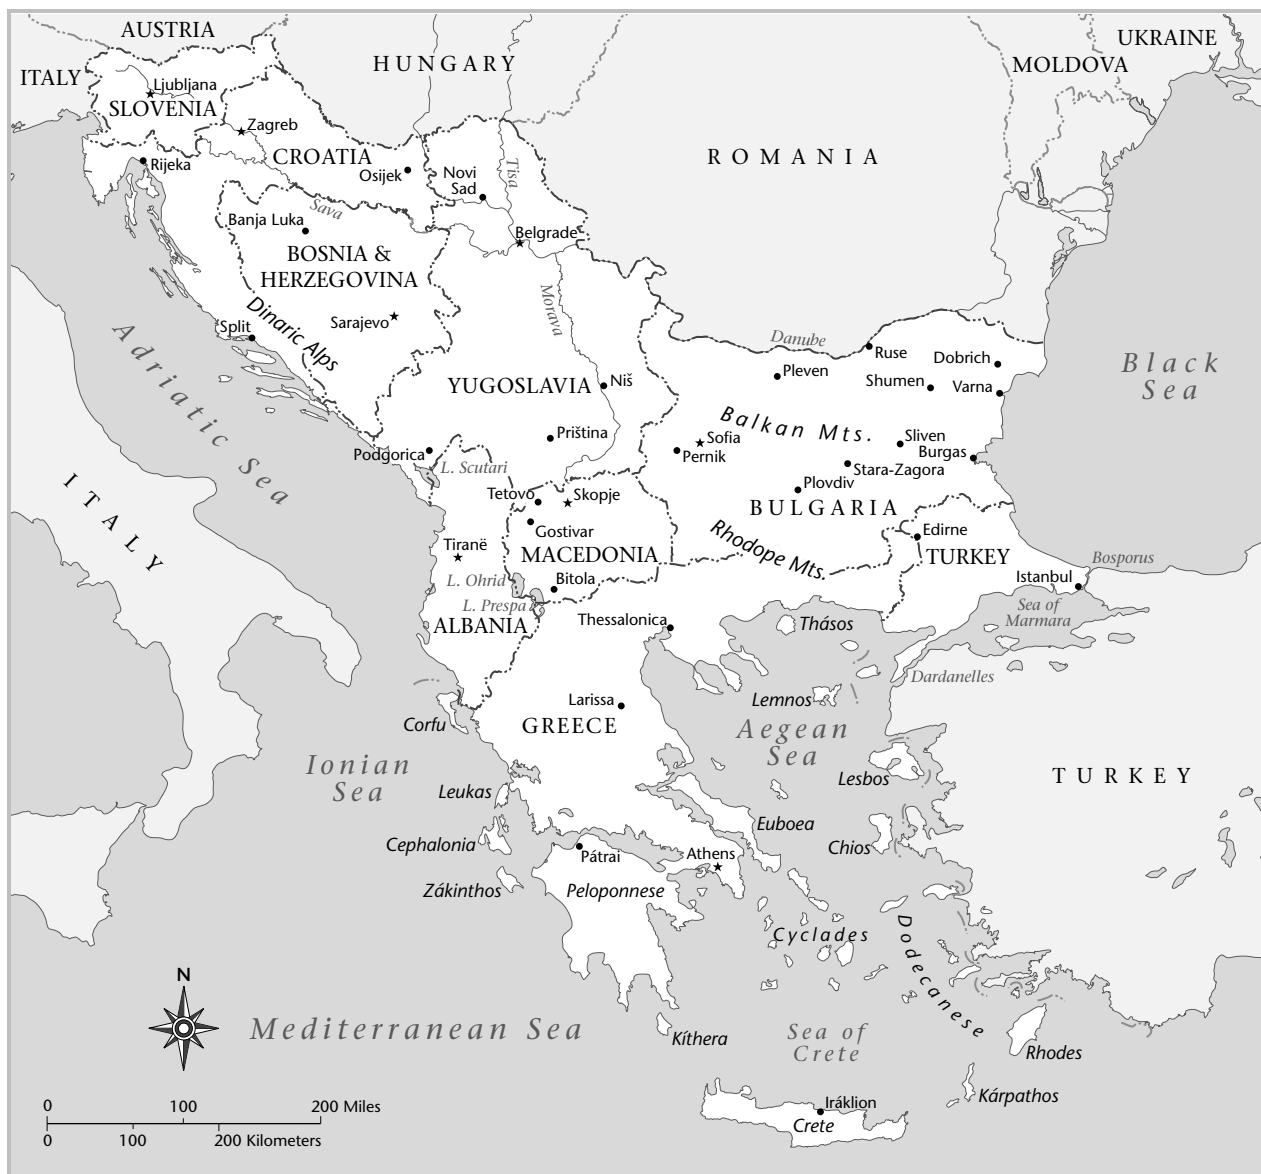 AUSTRIA
UKRAINE
HUNGARY
MOLDOVA
ITALY
Ljubljana
SLOVENIA
Zagreb
CROATIA
ROMANIA
Rijeka
Osijek
Novi
Sad
Tisa
Sava
Banja Luka
Belgrade
BOSNIA &
HERZEGOVINA
Morava
Dinaric Alps
Sarajevo
Split
Adriatic Sea
Danube
Ruse
Dobrich
Black
Sea
Pleven
Shumen
Varna
YUGOSLAVIA
Niš
Balkan Mts.
Priština
Sofia
Pernik
Sliven
Burgas
Podgorica
L. Scutari
Stara-Zagora
ITALY
Tetovo
Skopje
Plovdiv
BULGARIA
Gostivar
Rhodope Mts.
Edirne
Tiranë
MACEDONIA
TURKEY
Bosporus
L. Ohrid
Bitola
Istanbul
L. Prespa
Sea of
Marmara
ALBANIA
Thessalonica
Thásos
Dardanelles
Larissa
Lemnos
Corfu
GREECE
Aegean
Sea
Ionian
Sea
Lesbos
TURKEY
Leukas
Euboea
Cephalonia
Chios
Pátrai
Athens
Zákinthos
Peloponnese
Cyclades
Dodecanese
N
Mediterranean Sea
Kíthera
Sea of
Crete
Rhodes
Kárpathos
Iráklion
Crete
0 100 200 Miles
0 100 200 Kilometers